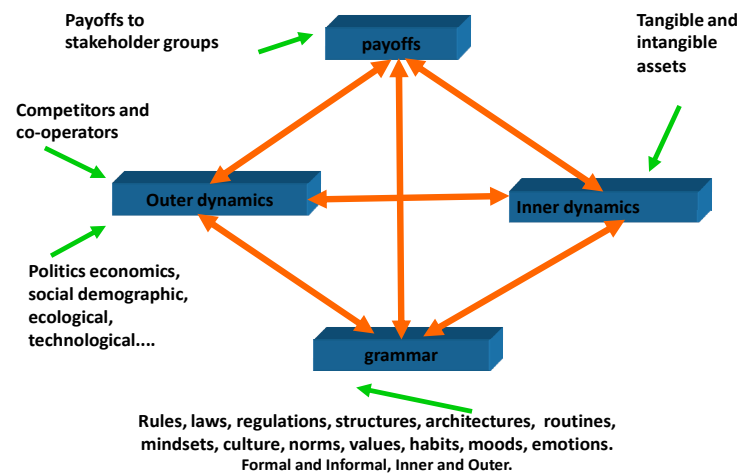 Payoffs to
stakeholder groups
payoffs
Tangible and
intangible
assets
Competitors and
co-operators
Outer dynamics
Inner dynamics
Politics economics,
social demographic,
ecological,
technological....
grammar
Rules, laws, regulations, structures, architectures, routines,
mindsets, culture, norms, values, habits, moods, emotions.
Formal and Informal, Inner and Outer.